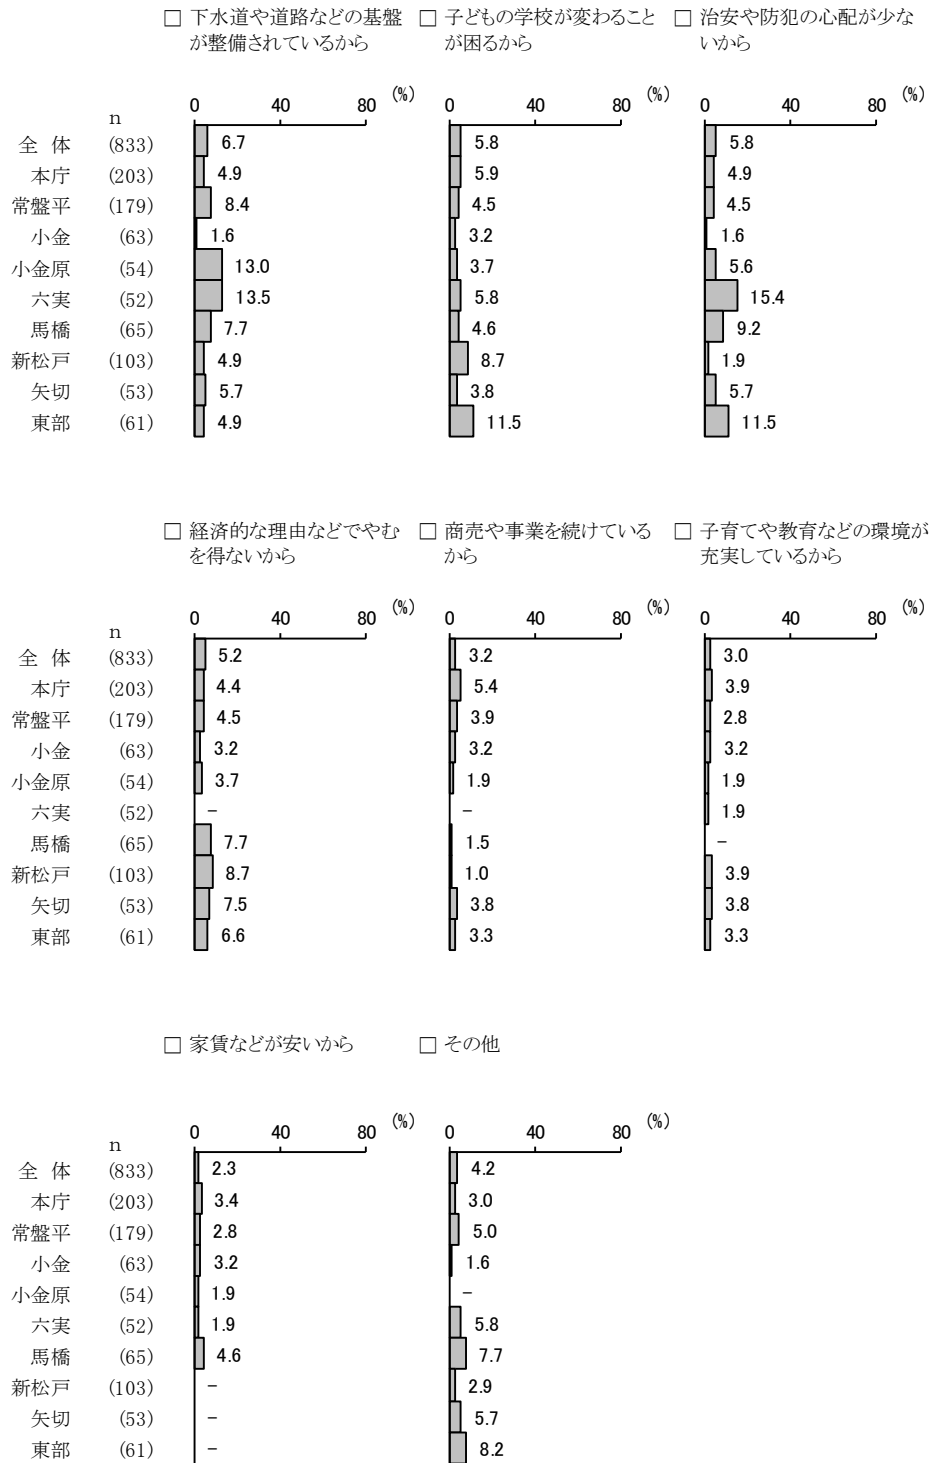 □ 下水道や道路などの基盤 □ 子どもの学校が変わること □ 治安や防犯の心配が少な
が整備されているから が困るから いから
0 40 80 (%) 0 40 80 (%) 0 40 80 (%)
n
全 体 (833) 6.7 5.8 5.8
本庁 (203) 4.9 5.9 4.9
常盤平 (179) 8.4 4.5 4.5
小金 (63) 1.6 3.2 1.6
小金原 (54) 13.0 3.7 5.6
六実 (52) 13.5 5.8 15.4
馬橋 (65) 7.7 4.6 9.2
新松戸 (103) 4.9 8.7 1.9
矢切 (53) 5.7 3.8 5.7
東部 (61) 4.9 11.5 11.5
□ 経済的な理由などでやむ □ 商売や事業を続けている □ 子育てや教育などの環境が
を得ないから から 充実しているから
0 40 80 (%) 0 40 80 (%) 0 40 80 (%)
n
全 体 (833) 5.2 3.2 3.0
本庁 (203) 4.4 5.4 3.9
常盤平 (179) 4.5 3.9 2.8
小金 (63) 3.2 3.2 3.2
小金原 (54) 3.7 1.9 1.9
六実 (52) − − 1.9
馬橋 (65) 7.7 1.5 −
新松戸 (103) 8.7 1.0 3.9
矢切 (53) 7.5 3.8 3.8
東部 (61) 6.6 3.3 3.3
□ 家賃などが安いから □ その他
0 40 80 (%) 0 40 80 (%)
n
全 体 (833) 2.3 4.2
本庁 (203) 3.4 3.0
常盤平 (179) 2.8 5.0
小金 (63) 3.2 1.6
小金原 (54) 1.9 −
六実 (52) 1.9 5.8
馬橋 (65) 4.6 7.7
新松戸 (103) − 2.9
矢切 (53) − 5.7
東部 (61) − 8.2